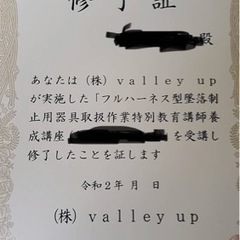 修了証
殿
あなたは（株）ｖａｌｌｅｙ ｕｐ
が実施した「フルハーネス型墜落制
止用器具取扱作業特別教育講師養
成講座
を受講し
修了したことを証します
令和２年 月 日
（株）ｖａｌｌｅｙ ｕｐ